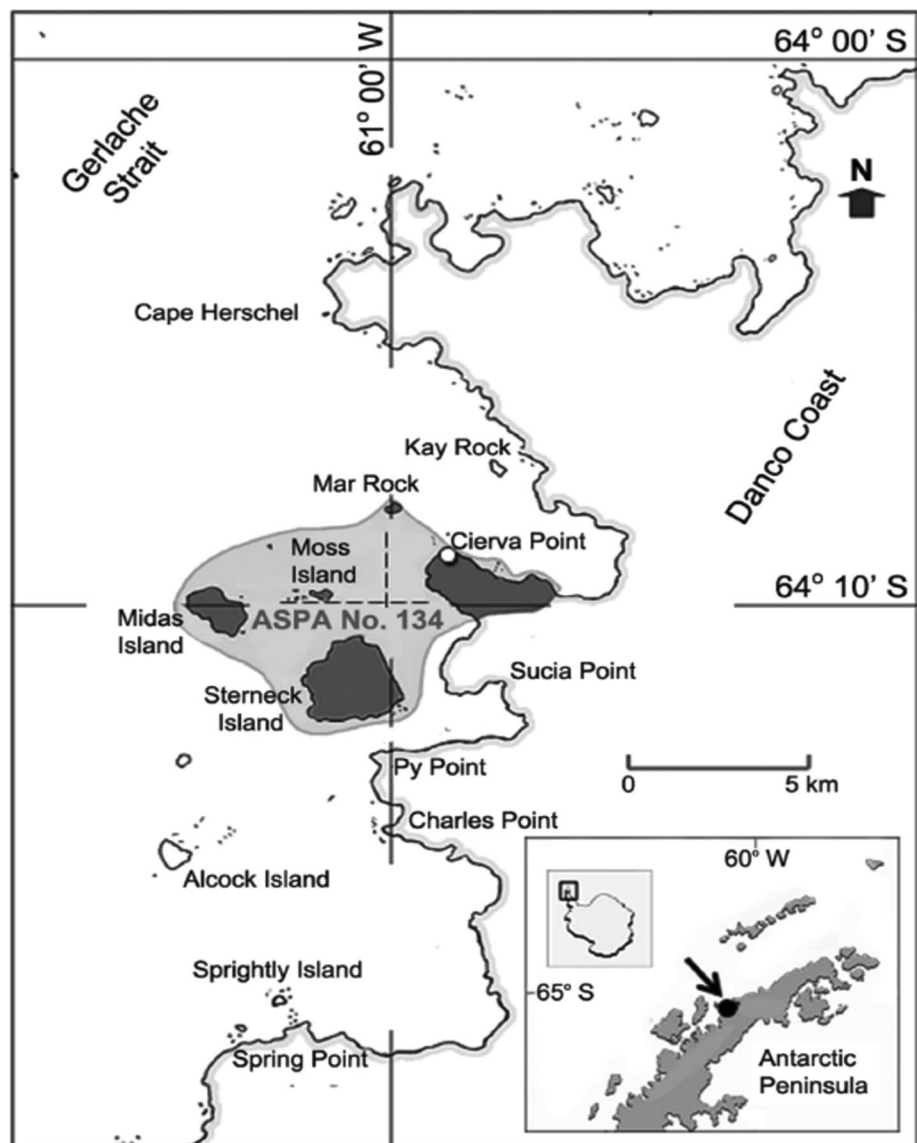 64° 00' S
61° 00' W
Gerlache
Strait
N
Cape Herschel
Danco Coast
Kay Rock
Mar Rock
Cierva Point
Moss
Island
64° 10' S
Midas
Island
ASPA No. 134
Sucia Point
Sterneck
Island
Py Point
0 5 km
Charles Point
Alcock Island
60° W
Sprightly Island
65° S
Spring Point
Antarctic
Peninsula